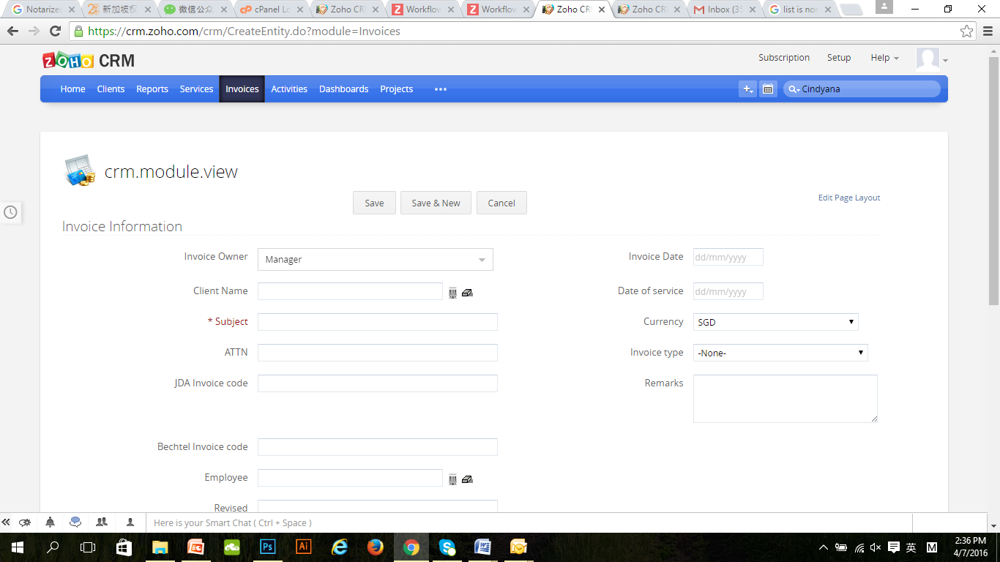 Notarize
新加坡权
微信公众
cPanel Lo
Zoho CR
Workflow
Workflow
Zoho CR
Zoho CR
Inbox (35
list is nor
https://crm.zoho.com/crm/CreateEntity.do?module=Invoices
ZOHO CRM
Subscription Setup Help
Home Clients Reports Services Invoices Activities Dashboards Projects
Cindyana
crm.module.view
Save Save & New Cancel
Edit Page Layout
Invoice Information
Invoice Owner Manager Invoice Date dd/mm/yyyy
Client Name Date of service dd/mm/yyyy
* Subject Currency SGD
ATTN Invoice type -None-
JDA Invoice code Remarks
Bechtel Invoice code
Employee
Revised
Here is your Smart Chat ( Ctrl + Space )
英 M
2:36 PM
4/7/2016